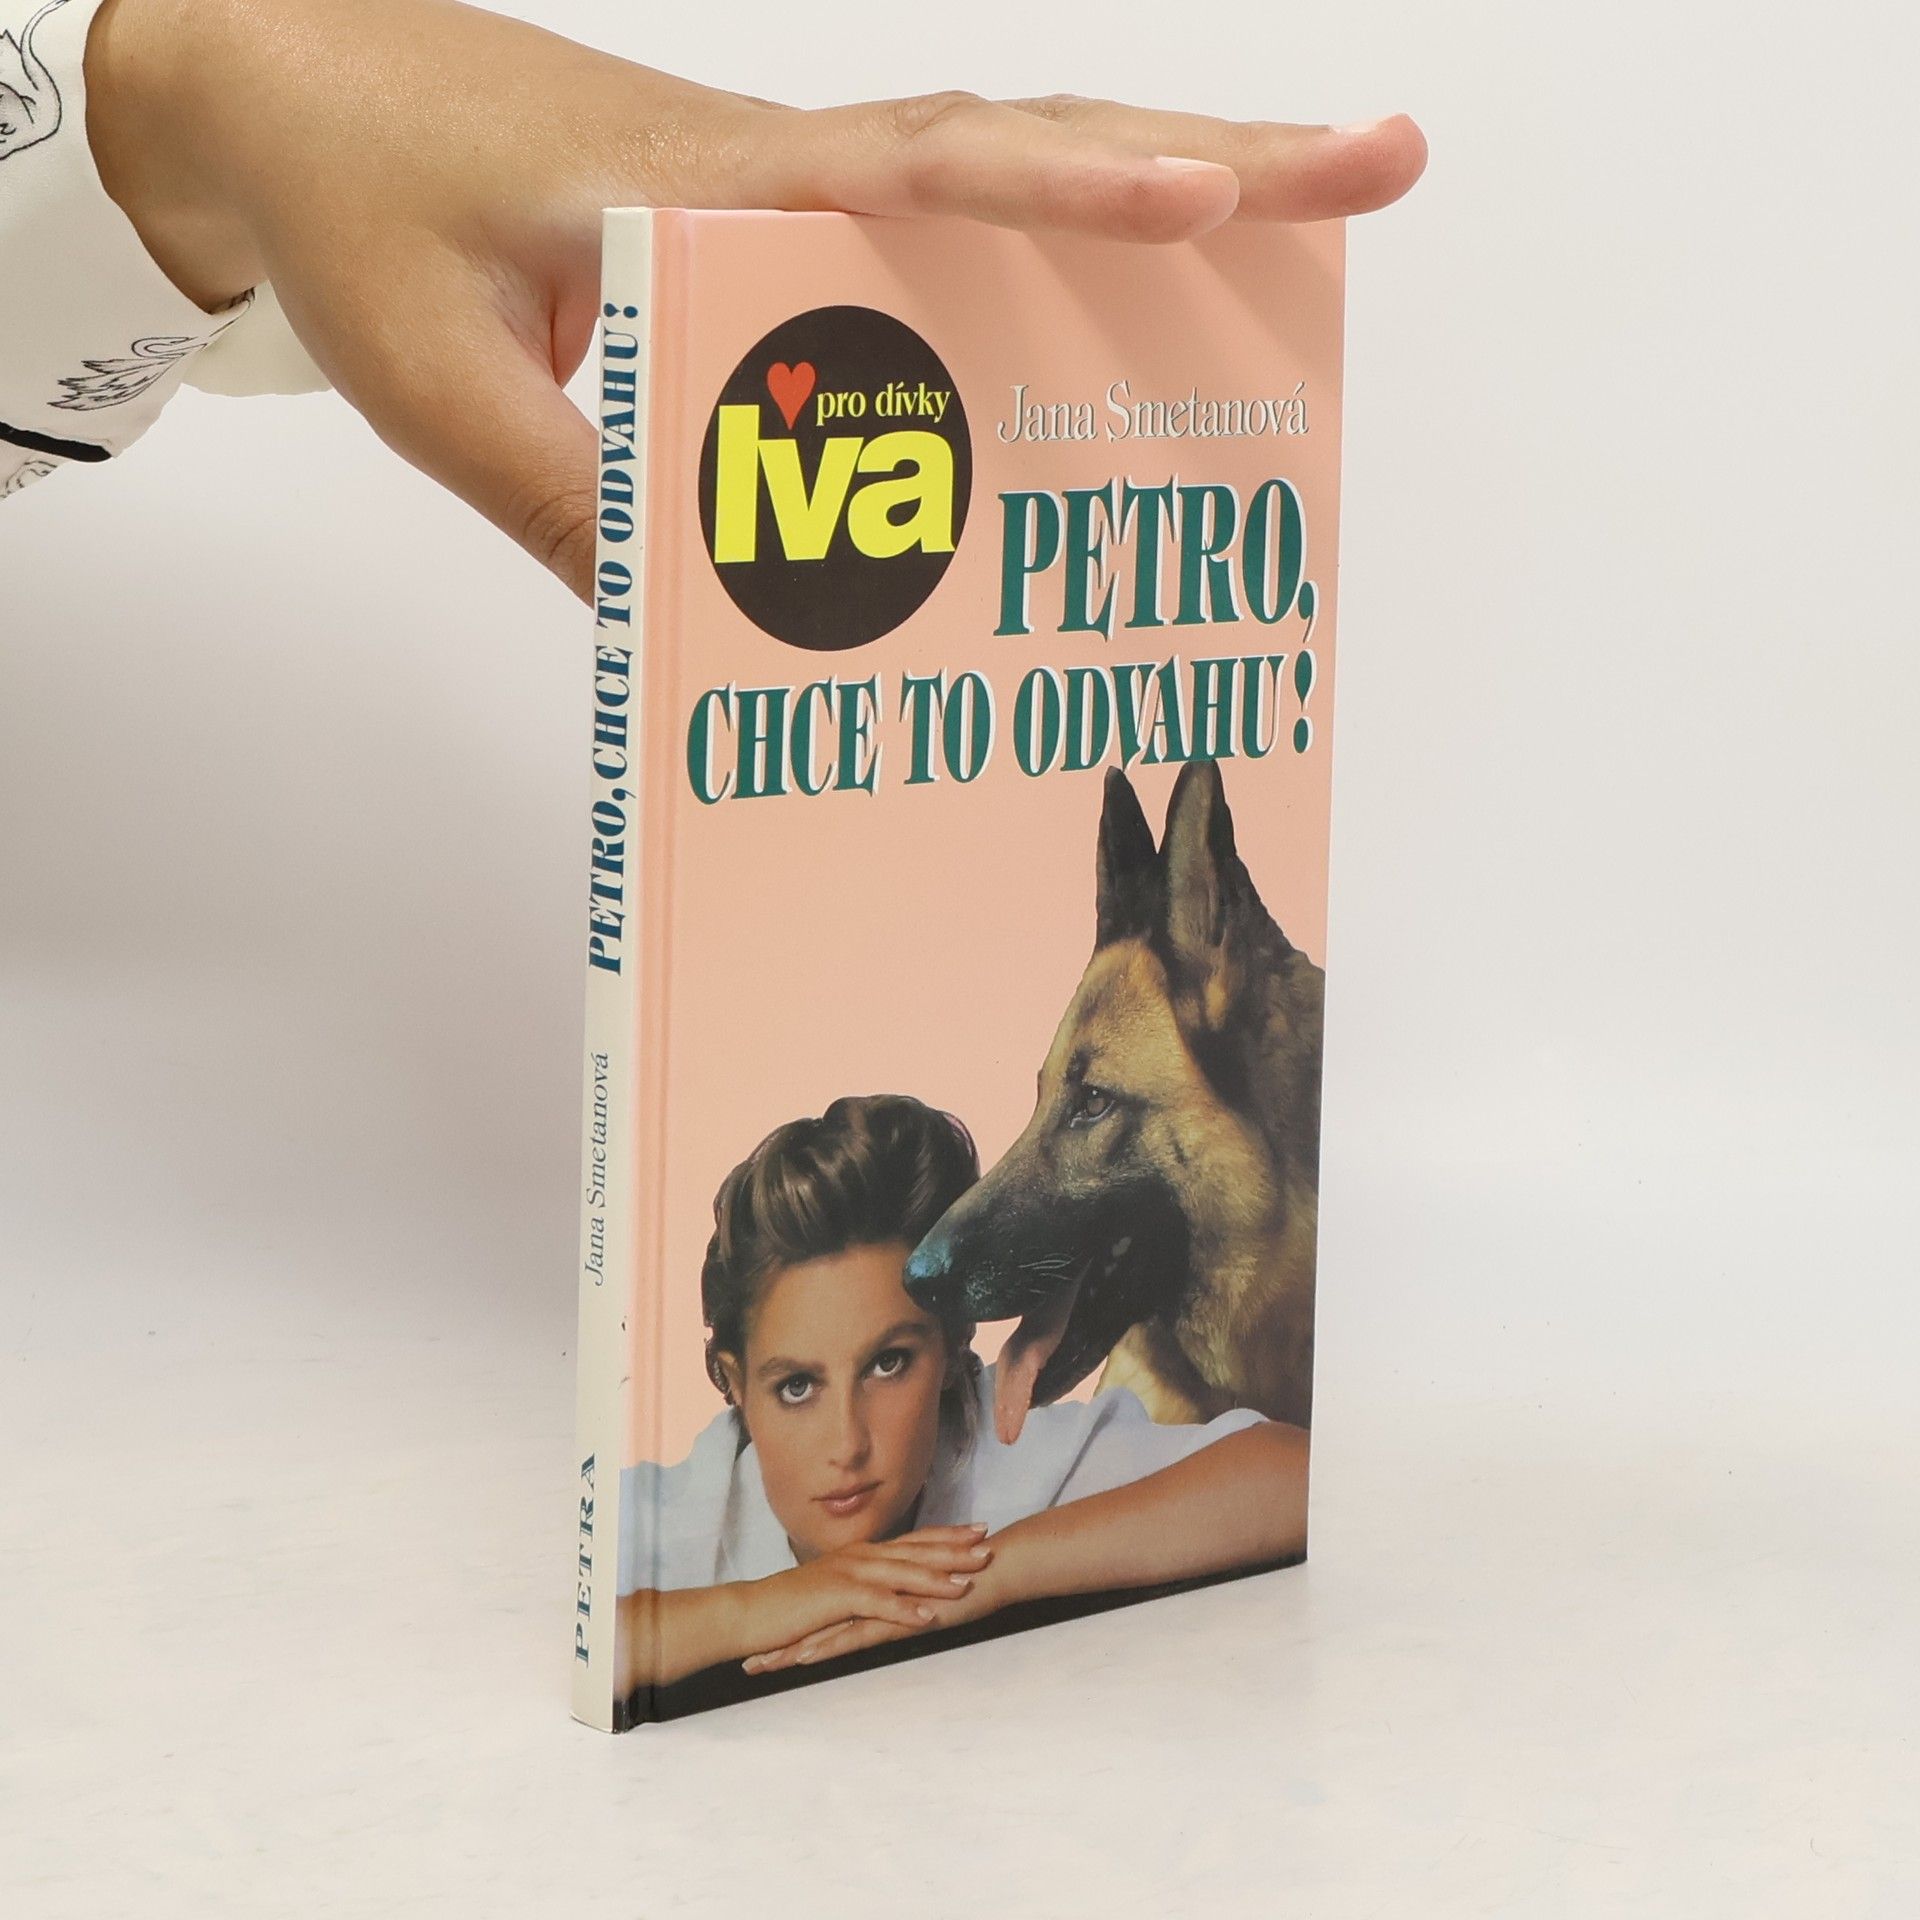 pro dívky
Iva
Jana Smetanová
PETRO,
CHCE TO ODVAHU!
PETRA Jana Smetanová PETRO, CHCE TO ODVAHU!